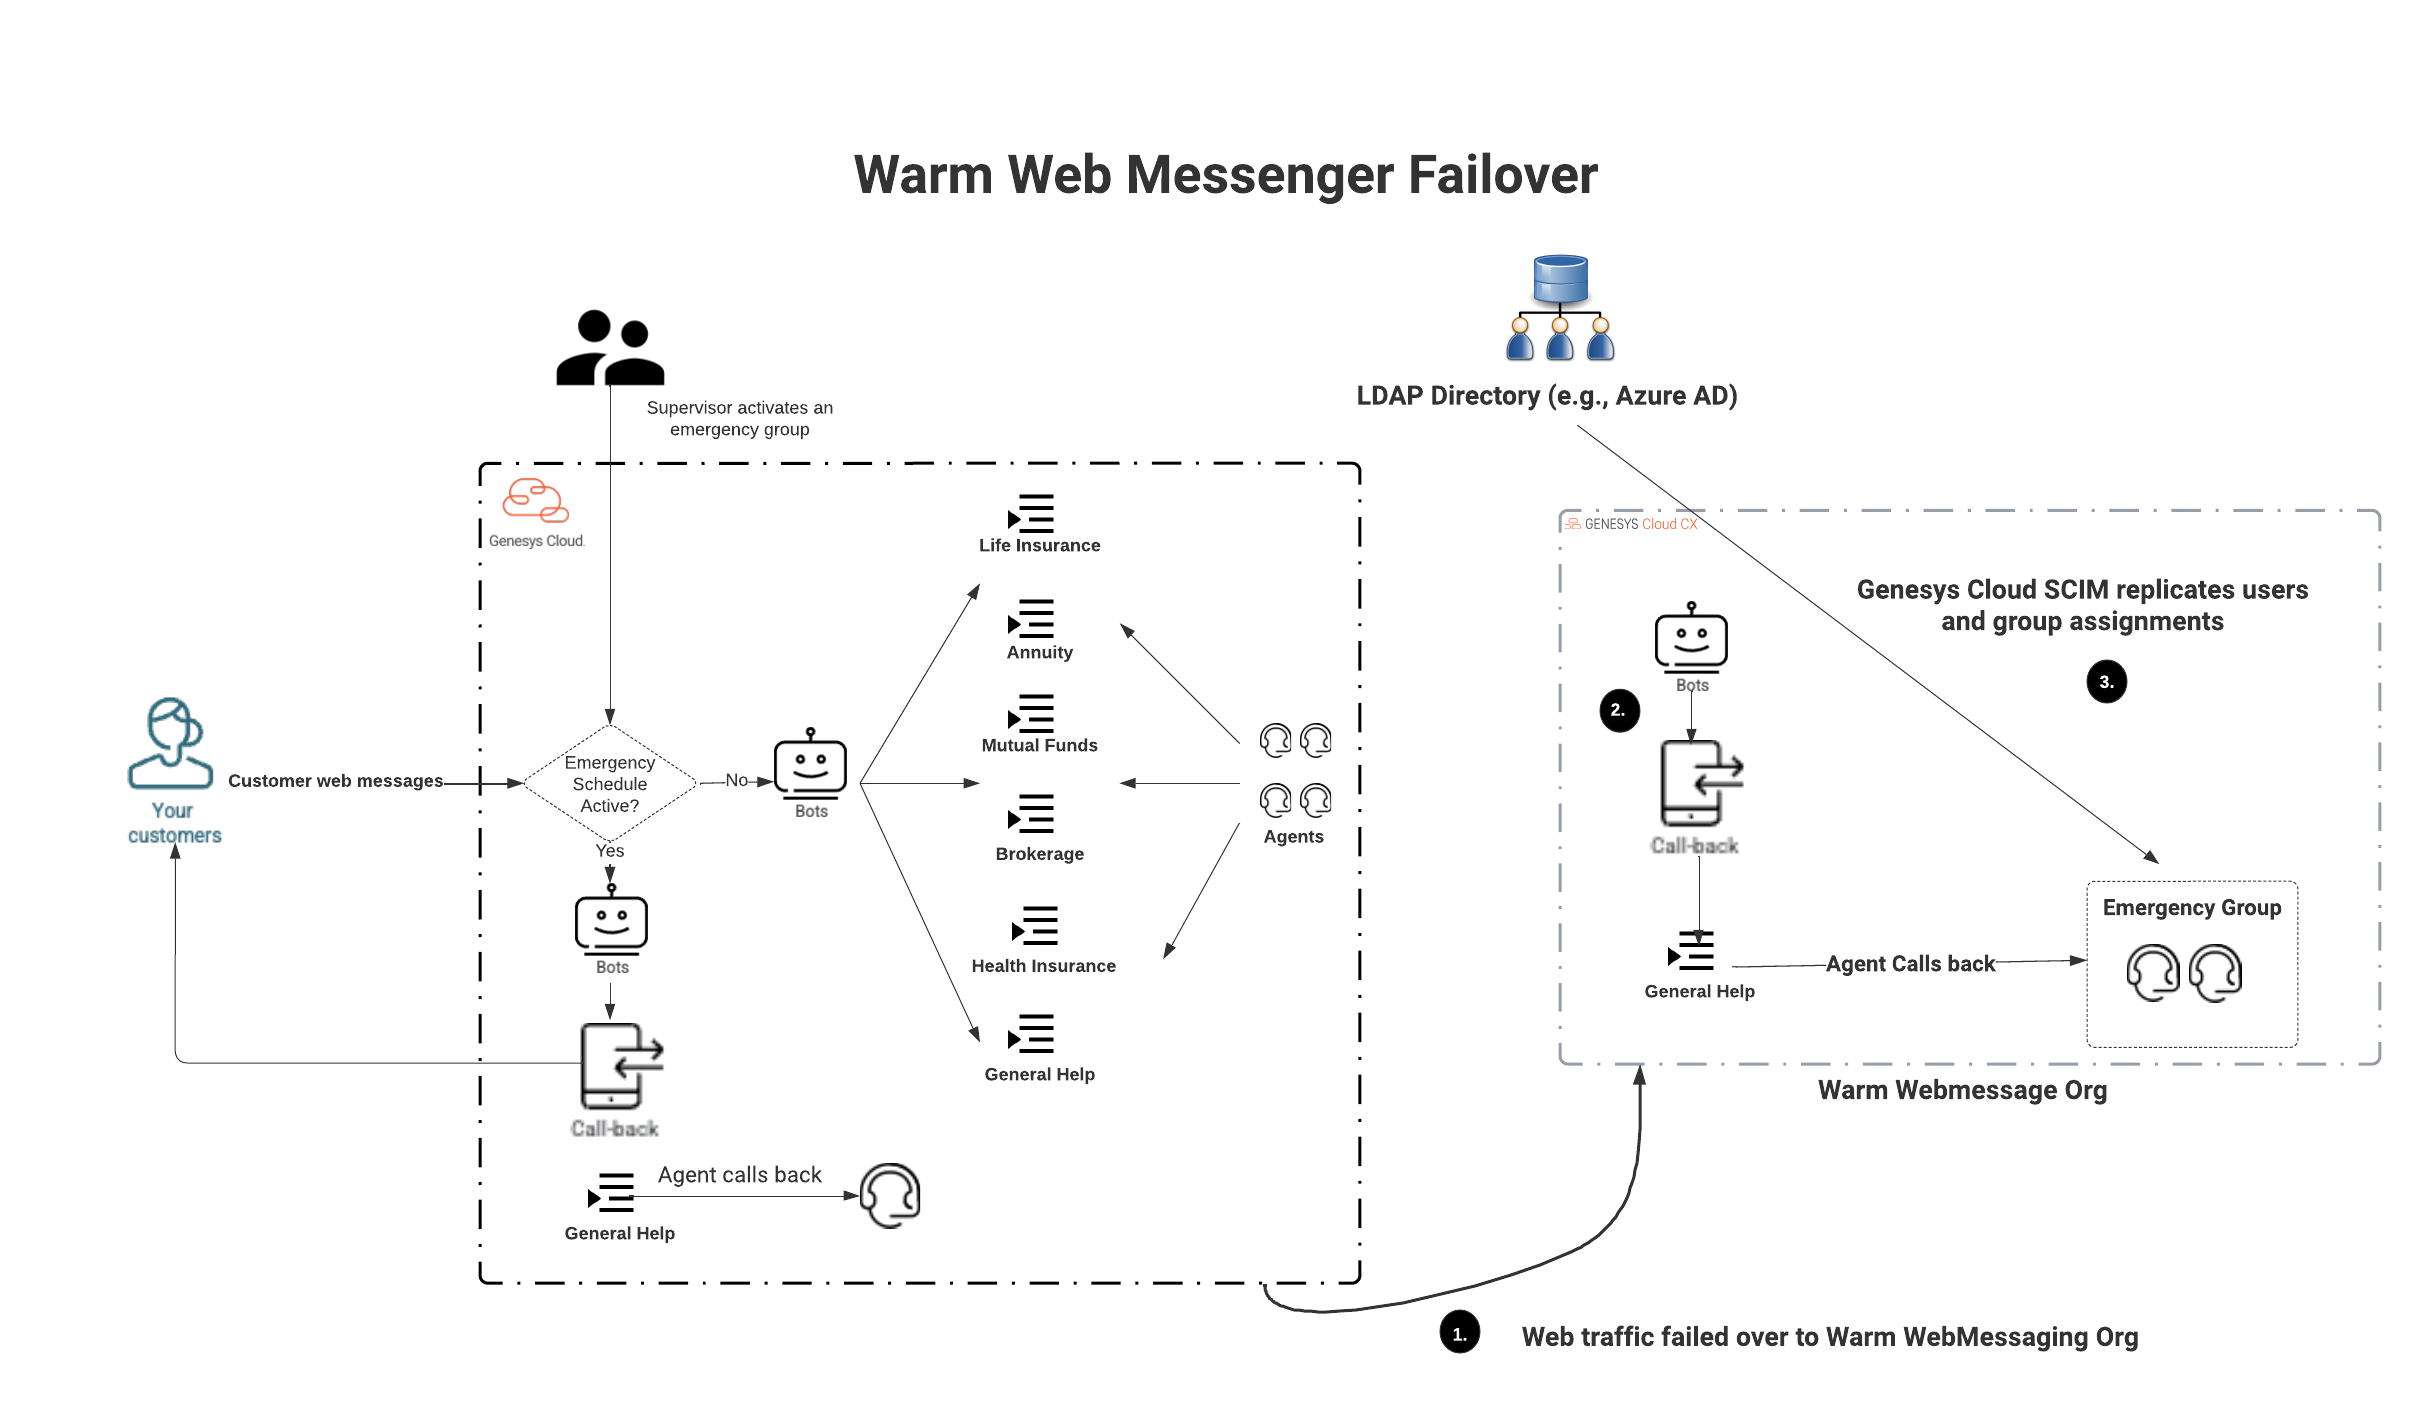 Warm Web Messenger Failover
LDAP Directory (e.g., Azure AD)
Supervisor activates an
emergency group
Genesys Cloud.
Life Insurance
Annuity
Mutual Funds
Brokerage
Health Insurance
General Help
Agents
Your
customers
Customer web messages
Emergency
Schedule
Active?
No
Bots
Yes
Bots
Call-back
Agent calls back
General Help
GENESYS Cloud CX
Genesys Cloud SCIM replicates users
and group assignments
3.
Bots
2.
Call-back
General Help
Agent Calls back
Emergency Group
Warm Webmessage Org
1.
Web traffic failed over to Warm WebMessaging Org